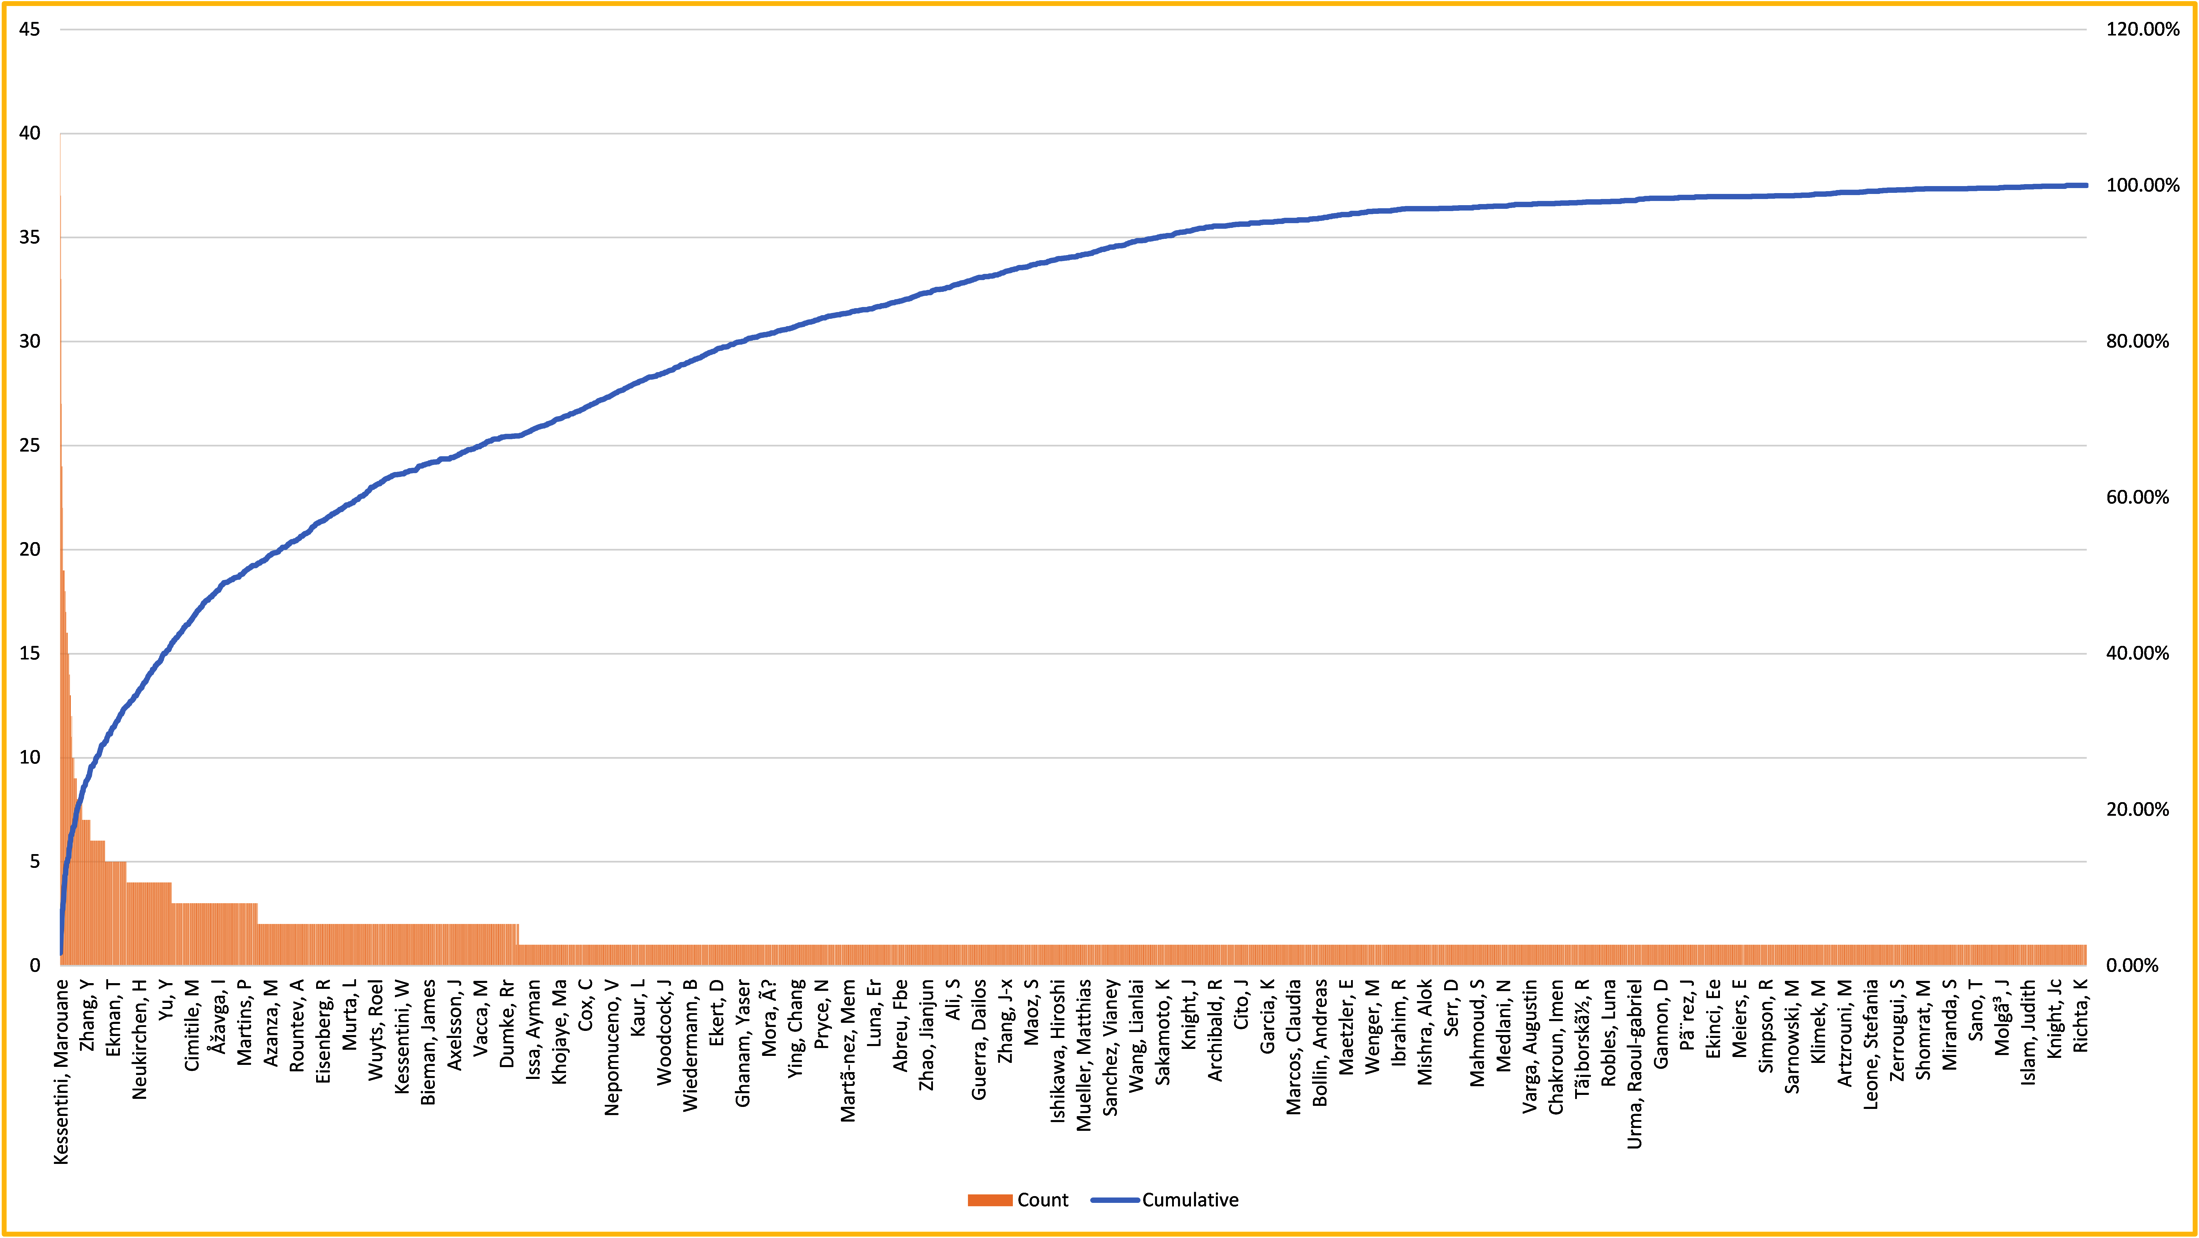 45
40
35
30
25
20
15
10
5
0
120.00%
100.00%
80.00%
60.00%
40.00%
20.00%
0.00%
Kessentini, Marouane
Zhang, Y
Ekman, T
Neukirchen, H
Yu, Y
Cimitile, M
Åžavga, I
Martins, P
Azanza, M
Rountev, A
Eisenberg, R
Murta, L
Wuyts, Roel
Kessentini, W
Bieman, James
Axelsson, J
Vacca, M
Dumke, Rr
Issa, Ayman
Khojaye, Ma
Cox, C
Nepomuceno, V
Kaur, L
Woodcock, J
Wiedermann, B
Ekert, D
Ghanam, Yaser
Mora, Ã?
Ying, Chang
Pryce, N
Martã-nez, Mem
Luna, Er
Abreu, Fbe
Zhao, Jianjun
Ali, S
Guerra, Dailos
Zhang, J-x
Maoz, S
Ishikawa, Hiroshi
Mueller, Matthias
Sanchez, Vianey
Wang, Lianlai
Sakamoto, K
Knight, J
Archibald, R
Cito, J
Garcia, K
Marcos, Claudia
Bollin, Andreas
Maetzler, E
Wenger, M
Ibrahim, R
Mishra, Alok
Serr, D
Mahmoud, S
Medllani, N
Varga, Augustin
Chakroun, Imen
Tã¡borskã½, R
Robles, Luna
Urma, Raoul-gabriel
Gannon, D
Pã¨rez, J
Ekinci, Ee
Meiers, E
Simpson, R
Sarnowski, M
Klimek, M
Artzrouni, M
Leone, Stefania
Zerrougui, S
Shomrat, M
Miranda, S
Sano, T
Molgã³, J
Islam, Judith
Knight, Jc
Richta, K
Count
Cumulative